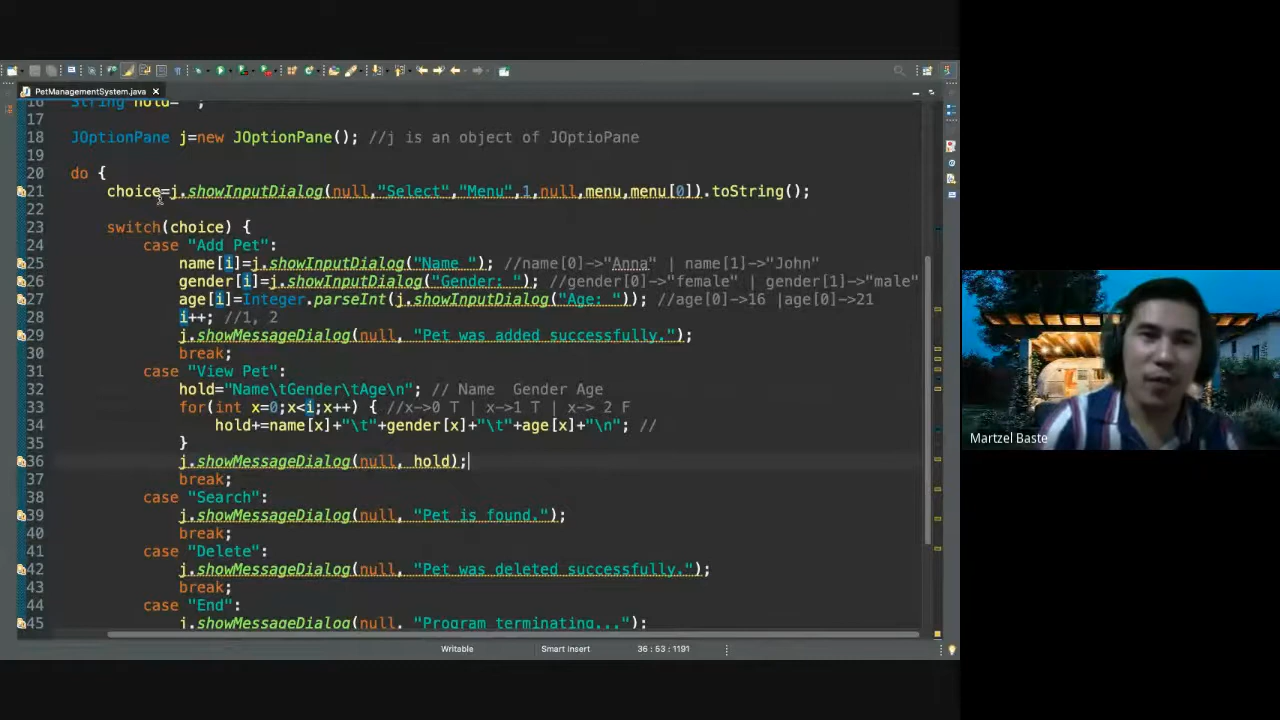 PetManagementSystem.java
16 String hold=" ";
17
18 JOptionPane j=new JOptionPane(); //j is an object of JOptioPane
19
20 do {
21 choice=j.showInputDialog(null,"Select","Menu",1,null,menu,menu[0]).toString();
22
23 switch(choice) {
24 case "Add Pet":
25 name[i]=j.showInputDialog("Name "); //name[0]->"Anna" | name[1]->"John"
26 gender[i]=j.showInputDialog("Gender: "); //gender[0]->"female" | gender[1]->"male"
27 age[i]=Integer.parseInt(j.showInputDialog("Age: ")); //age[0]->16 |age[0]->21
28 i++; //1, 2
29 j.showMessageDialog(null, "Pet was added successfully.");
30 break;
31 case "View Pet":
32 hold="Name\tGender\tAge\n"; // Name  Gender Age
33 for(int x=0;x<i;x++) { //x->0 T | x->1 T | x-> 2 F
34 hold+=name[x]+"\t"+gender[x]+"\t"+age[x]+"\n"; //
35 }
36 j.showMessageDialog(null, hold);
37 break;
38 case "Search":
39 j.showMessageDialog(null, "Pet is found.");
40 break;
41 case "Delete":
42 j.showMessageDialog(null, "Pet was deleted successfully.");
43 break;
44 case "End":
45 j.showMessageDialog(null, "Program terminating...");
Writable Smart Insert 36 : 53 : 1191
Martzel Baste